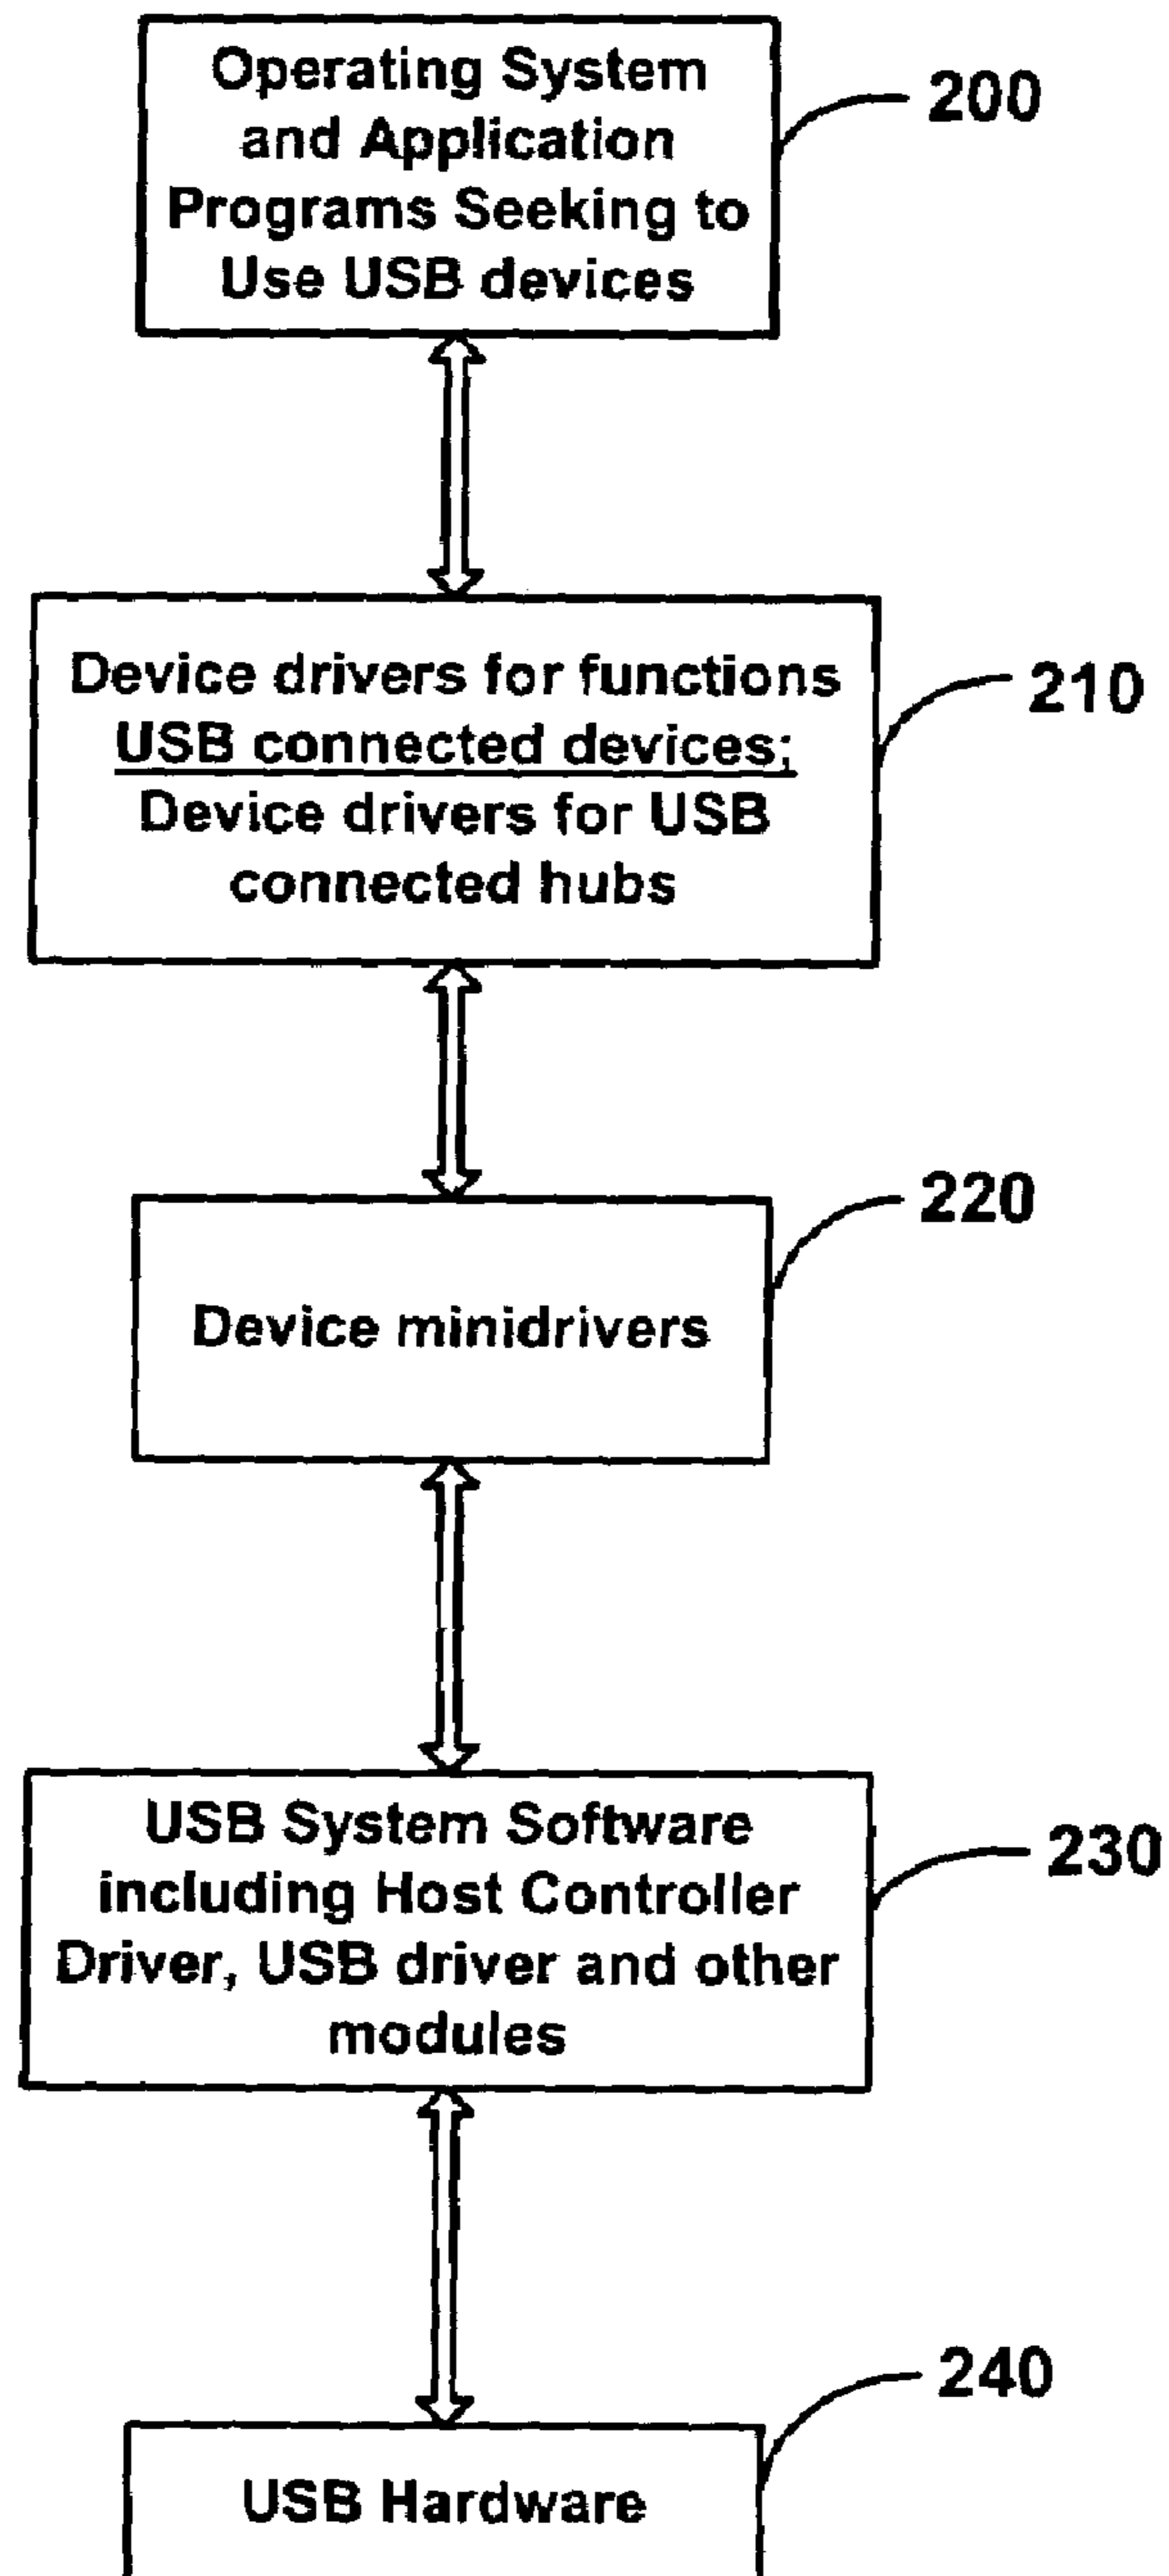 Operating System
and Application
Programs Seeking to
Use USB devices
200
Device drivers for functions
USB connected devices;
Device drivers for USB
connected hubs
210
220
Device minidrivers
USB System Software
including Host Controller
Driver, USB driver and other
modules
230
240
USB Hardware